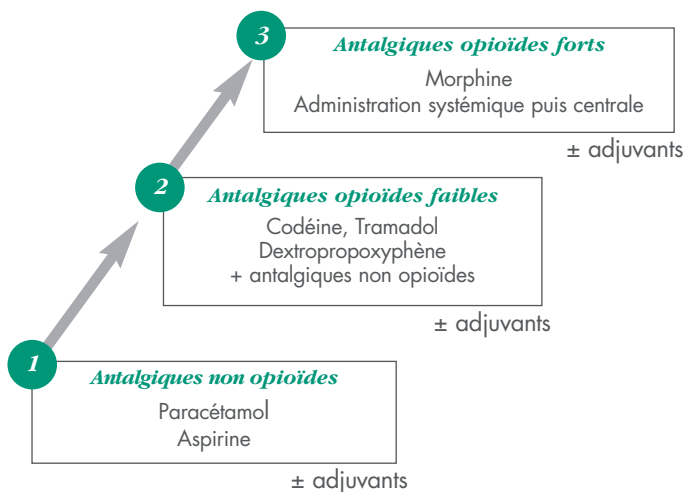 3
Antalgiques opioïdes forts
Morphine
Administration systémique puis centrale
± adjuvants
2
Antalgiques opioïdes faibles
Codéine, Tramadol
Dextropropoxyphène
+ antalgiques non opioïdes
± adjuvants
1
Antalgiques non opioïdes
Paracétamol
Aspirine
± adjuvants